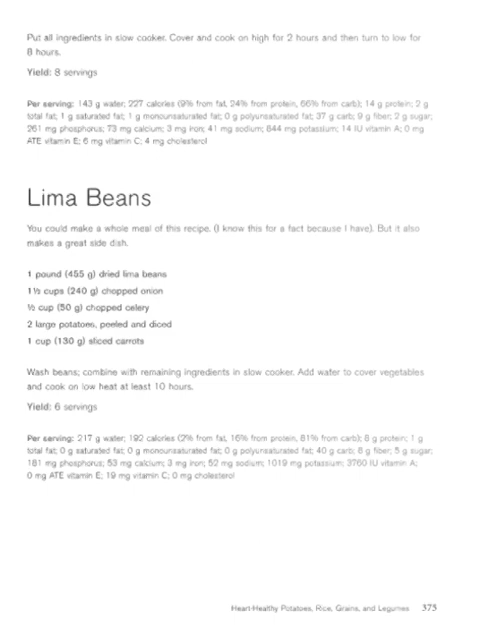 Put all ingredients in slow cooker. Cover and cook on high for 2 hours and then turn to low for
8 hours.
Yield: 8 servings
Per serving: 143 g water; 227 calories (9% from fat, 24% from protein, 66% from carb); 14 g protein; 2 g
total fat; 1 g saturated fat; 1 g monounsaturated fat; 0 g polyunsaturated fat; 37 g carb; 9 g fiber; 2 g sugar;
261 mg phosphorus; 73 mg calcium; 3 mg iron; 41 mg sodium; 844 mg potassium; 14 IU vitamin A; 0 mg
ATE vitamin E; 6 mg vitamin C; 4 mg cholesterol
Lima Beans
You could make a whole meal of this recipe. (I know this for a fact because I have). But it also
makes a great side dish.
1 pound (455 g) dried lima beans
1½ cups (240 g) chopped onion
½ cup (50 g) chopped celery
2 large potatoes, peeled and diced
1 cup (130 g) sliced carrots
Wash beans; combine with remaining ingredients in slow cooker. Add water to cover vegetables
and cook on low heat at least 10 hours.
Yield: 6 servings
Per serving: 217 g water; 192 calories (2% from fat, 16% from protein, 81% from carb); 8 g protein; 1 g
total fat; 0 g saturated fat; 0 g monounsaturated fat; 0 g polyunsaturated fat; 40 g carb; 8 g fiber; 5 g sugar;
181 mg phosphorus; 53 mg calcium; 3 mg iron; 52 mg sodium; 1019 mg potassium; 3760 IU vitamin A;
0 mg ATE vitamin E; 19 mg vitamin C; 0 mg cholesterol
Heart-Healthy Potatoes, Rice, Grains, and Legumes 375